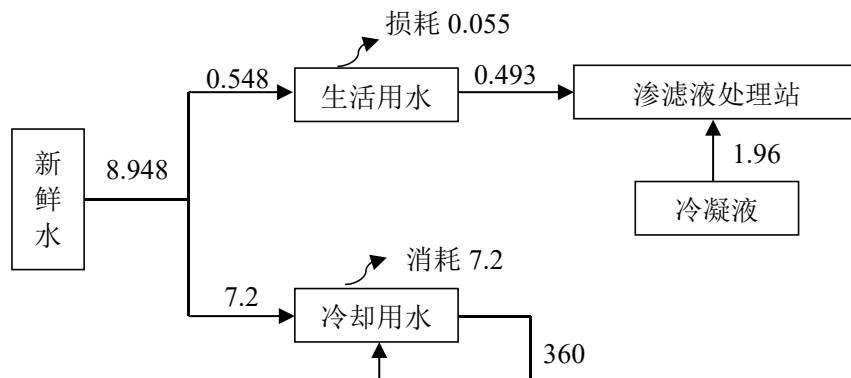 损耗 0.055
0.548
生活用水
0.493
渗滤液处理站
新鲜水
8.948
1.96
冷凝液
消耗 7.2
7.2
冷却用水
360